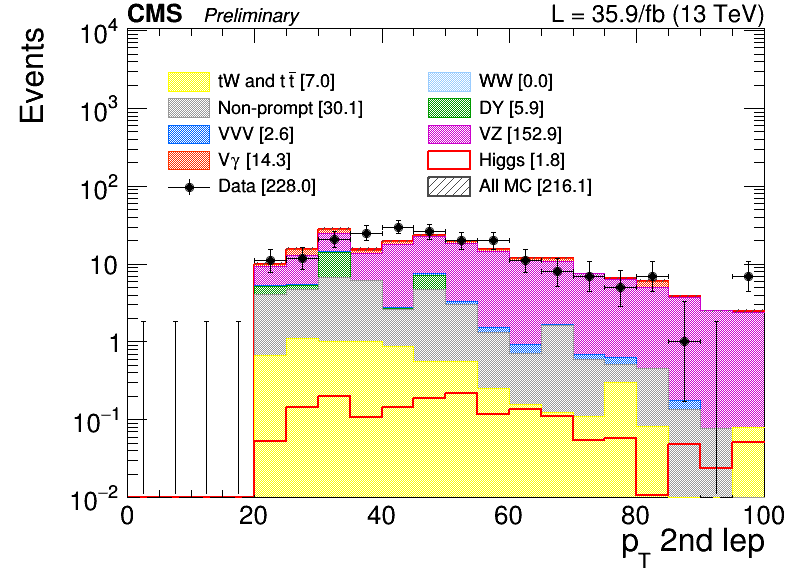 CMS Preliminary L = 35.9/fb (13 TeV)
Events
10⁴
10³
10²
10
1
10⁻¹
10⁻²
tW and t t̅ [7.0] WW [0.0]
Non-prompt [30.1] DY [5.9]
VVV [2.6] VZ [152.9]
Vγ [14.3] Higgs [1.8]
Data [228.0] All MC [216.1]
0 20 40 60 80 100
p_T 2nd lep